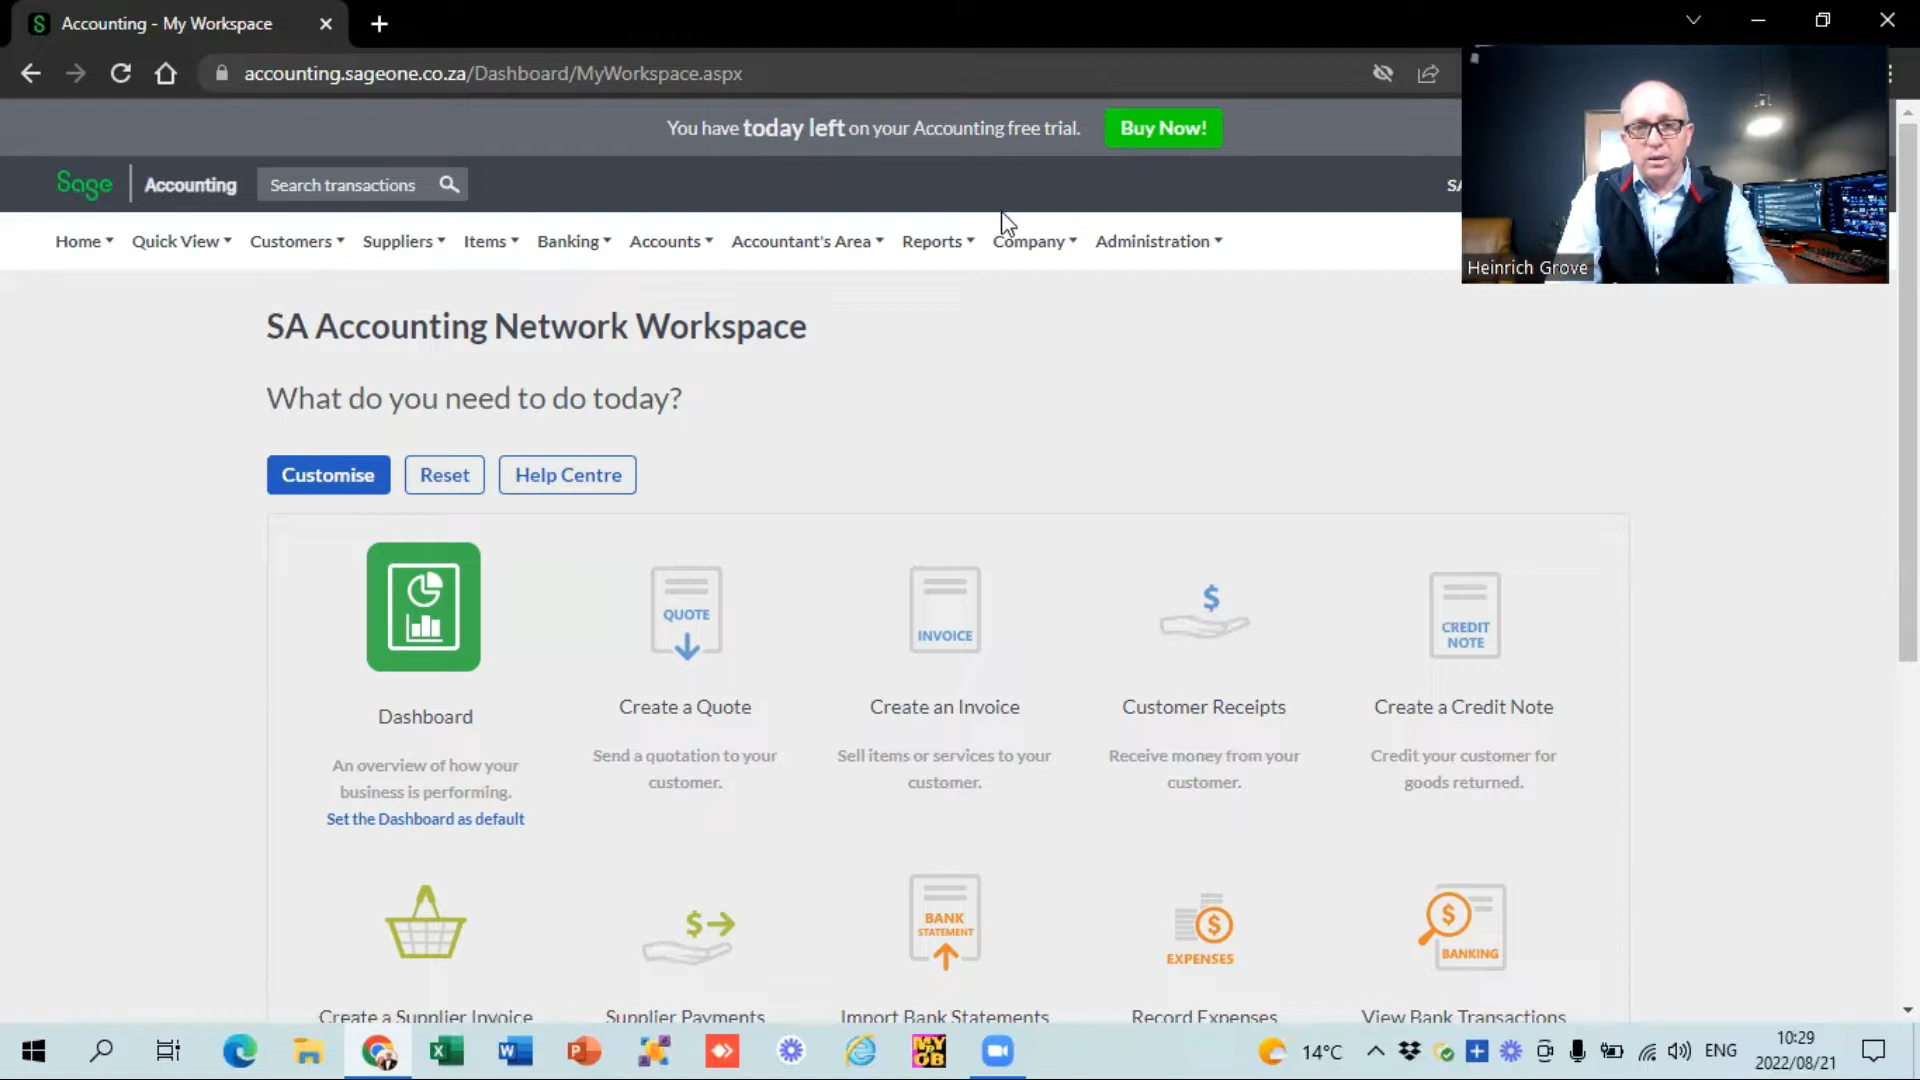 Accounting - My Workspace
accounting.sageone.co.za/Dashboard/MyWorkspace.aspx
You have today left on your Accounting free trial.
Buy Now!
Sage
Accounting
Search transactions
SA
Home
Quick View
Customers
Suppliers
Items
Banking
Accounts
Accountant's Area
Reports
Company
Administration
Heinrich Grove
SA Accounting Network Workspace
What do you need to do today?
Customise
Reset
Help Centre
QUOTE
INVOICE
$
CREDIT
NOTE
Dashboard
Create a Quote
Create an Invoice
Customer Receipts
Create a Credit Note
An overview of how your
business is performing.
Set the Dashboard as default
Send a quotation to your
customer.
Sell items or services to your
customer.
Receive money from your
customer.
Credit your customer for
goods returned.
$
BANK
STATEMENT
$
EXPENSES
$
BANKING
Create a Supplier Invoice
Supplier Payments
Import Bank Statements
Record Expenses
View Bank Transactions
MY
OB
14°C
ENG
10:29
2022/08/21